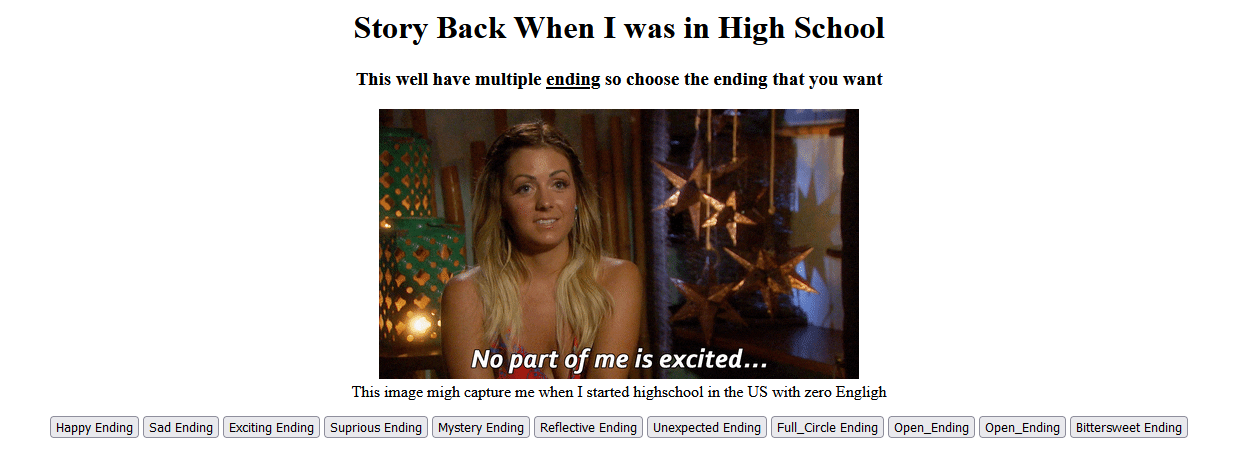 Story Back When I was in High School
This well have multiple ending so choose the ending that you want
No part of me is excited...
This image migh capture me when I started highschool in the US with zero Engligh
Happy Ending Sad Ending Exciting Ending Suprious Ending Mystery Ending Reflective Ending Unexpected Ending Full_Circle Ending Open_Ending Open_Ending Bittersweet Ending